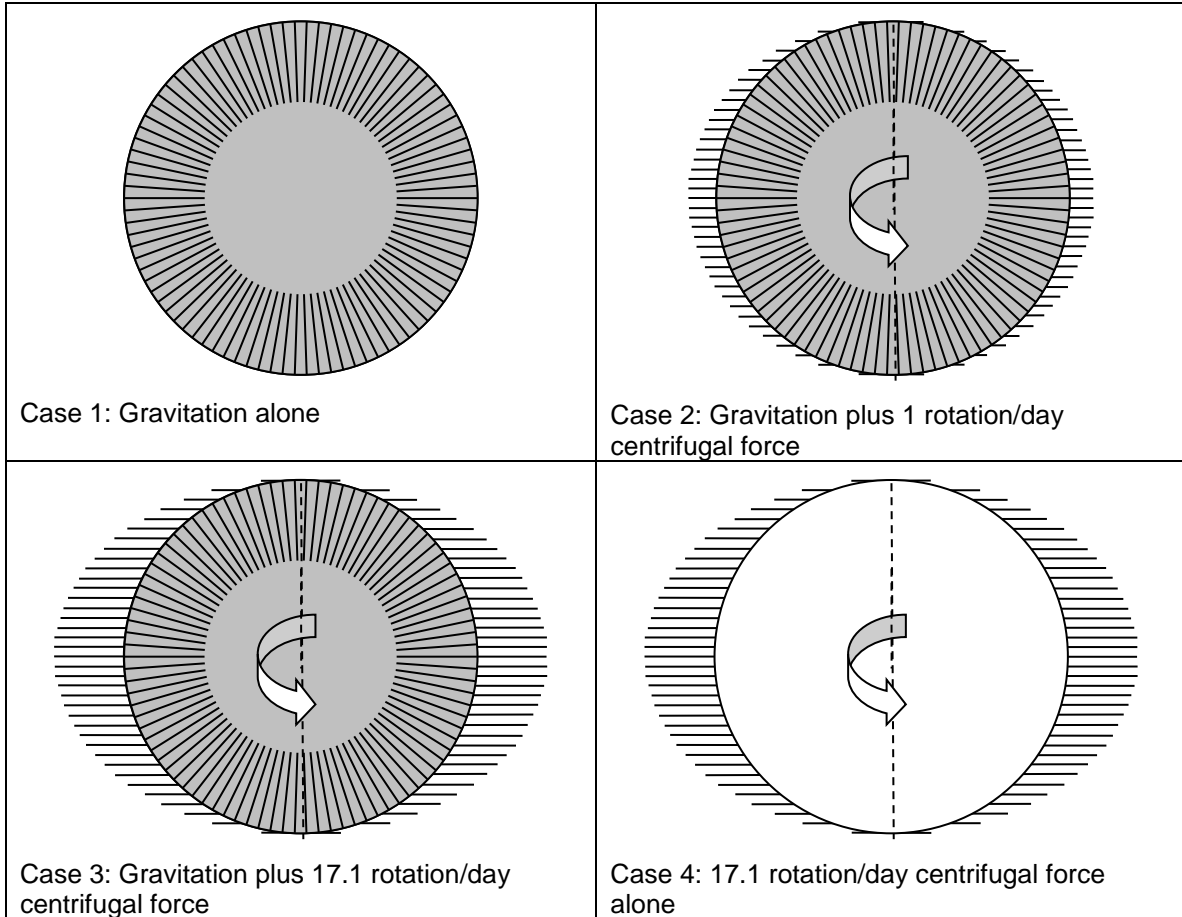 Case 1: Gravitation alone
Case 2: Gravitation plus 1 rotation/day
centrifugal force
Case 3: Gravitation plus 17.1 rotation/day
centrifugal force
Case 4: 17.1 rotation/day centrifugal force
alone